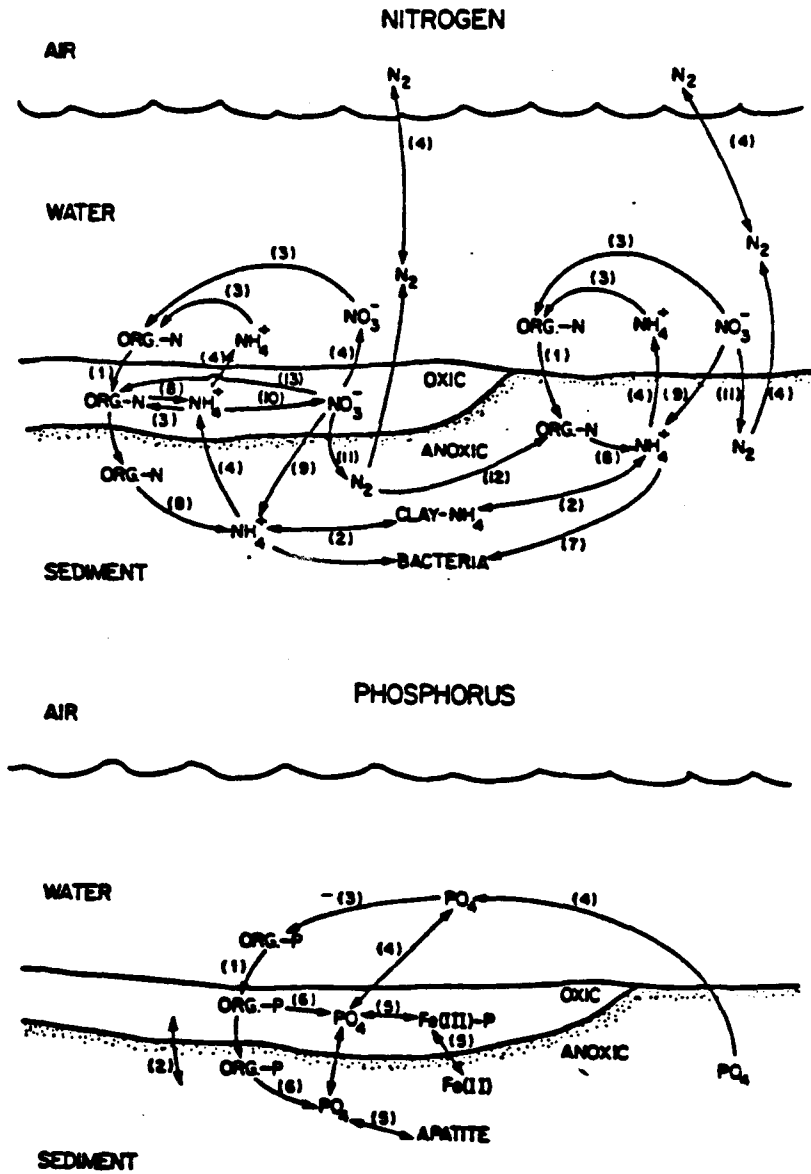 NITROGEN
AIR
N2 N2
(4) (4)
WATER
(3) (3)
N2 N2
(3) NO3- (3)
ORG.-N NH4+ ORG.-N NH4+ NO3-
(1) (4) (4) (1)
(13) OXIC
ORG.-N (8) NH4+ (10) NO3- (4) (9) (11) (4)
(3)
ORG.-N ANOXIC ORG.-N (6) NH4+ N2
(11)
(4) (9) N2 (12)
(8) CLAY-NH4 (2)
NH4+ (2)
BACTERIA (7)
SEDIMENT
PHOSPHORUS
AIR
WATER
- (3) PO4 (4)
ORG.-P (4)
(1)
OXIC
ORG.-P (6) PO4 (5) Fe(III)-P
(5) ANOXIC
(2) ORG.-P Fe(II) PO4
(6) PO4 (5)
APATITE
SEDIMENT